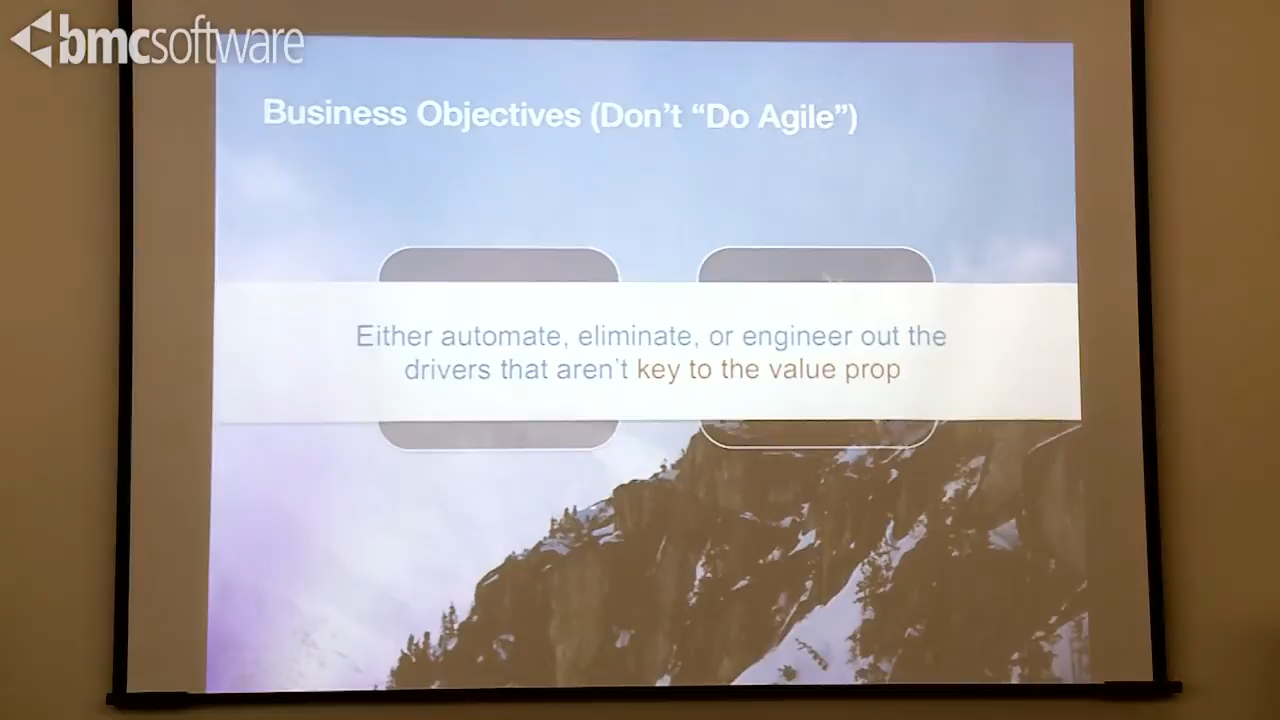 bmcsoftware
Business Objectives (Don't “Do Agile”)
Either automate, eliminate, or engineer out the
drivers that aren't key to the value prop